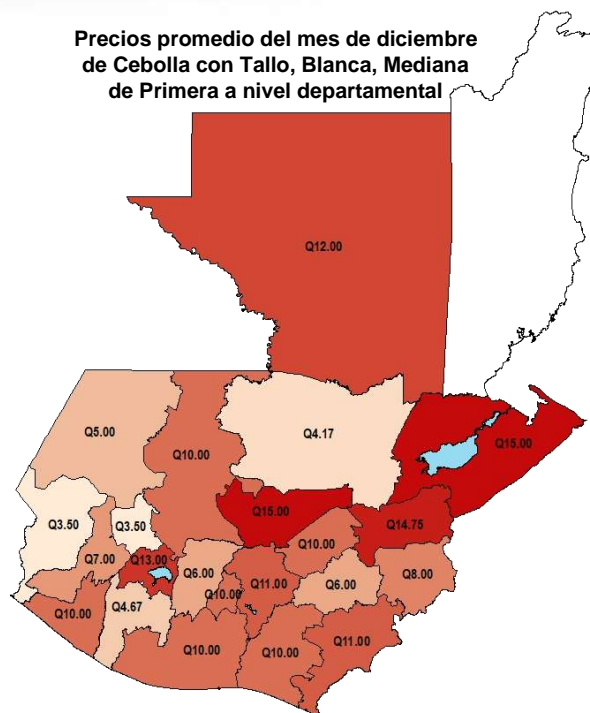 Precios promedio del mes de diciembre
de Cebolla con Tallo, Blanca, Mediana
de Primera a nivel departamental
Q12.00
Q5.00
Q4.17
Q10.00
Q15.00
Q3.50
Q3.50
Q15.00
Q14.75
Q10.00
Q7.00
Q13.00
Q6.00
Q11.00
Q6.00
Q8.00
Q10.00
Q10.00
Q4.67
Q10.00
Q10.00
Q11.00